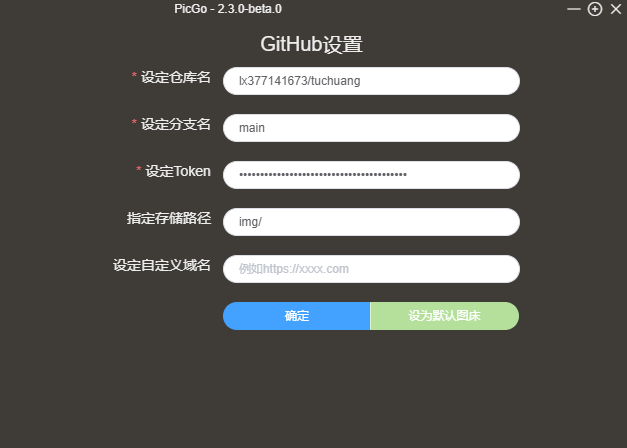 PicGo - 2.3.0-beta.0
GitHub设置
* 设定仓库名 lx377141673/tuchuang
* 设定分支名 main
* 设定Token ••••••••••••••••••••••••••••••••••••••••
指定存储路径 img/
设定自定义域名 例如https://xxxx.com
确定 设为默认图床